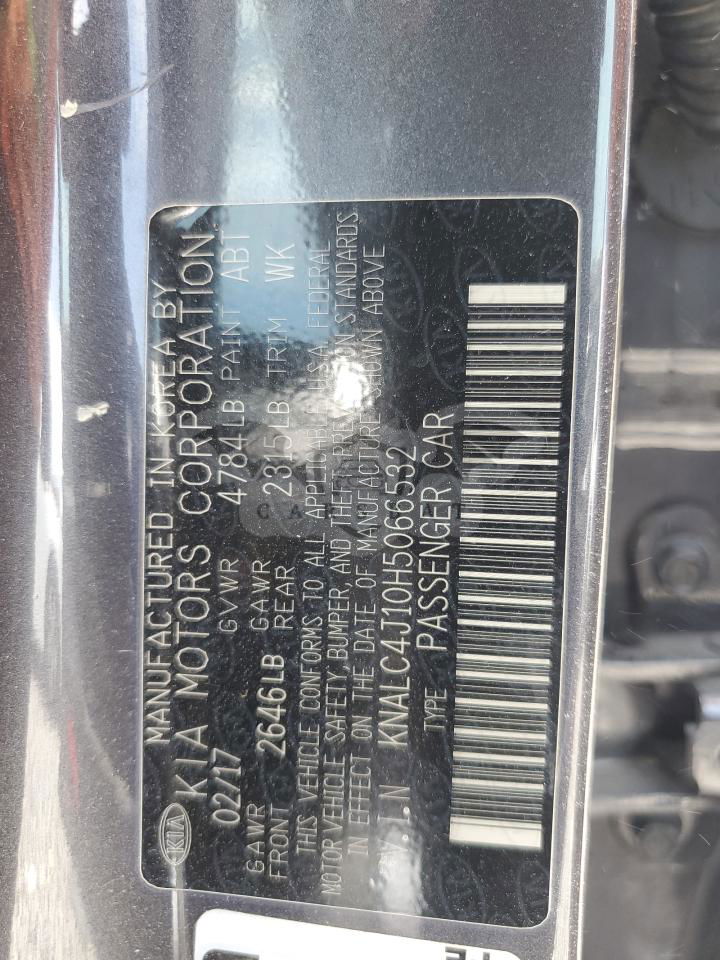 MANUFACTURED IN KOREA BY
KIA KIA MOTORS CORPORATION
02/17 GVWR 4784LB PAINT AB1
GAWR FRONT 2646LB GAWR REAR 2315LB TRIM WK
THIS VEHICLE CONFORMS TO ALL APPLICABLE U.S.A. FEDERAL
MOTOR VEHICLE SAFETY, BUMPER, AND THEFT PREVENTION STANDARDS
IN EFFECT ON THE DATE OF MANUFACTURE SHOWN ABOVE
V.I.N KNALC4J10H5066532
TYPE: PASSENGER CAR